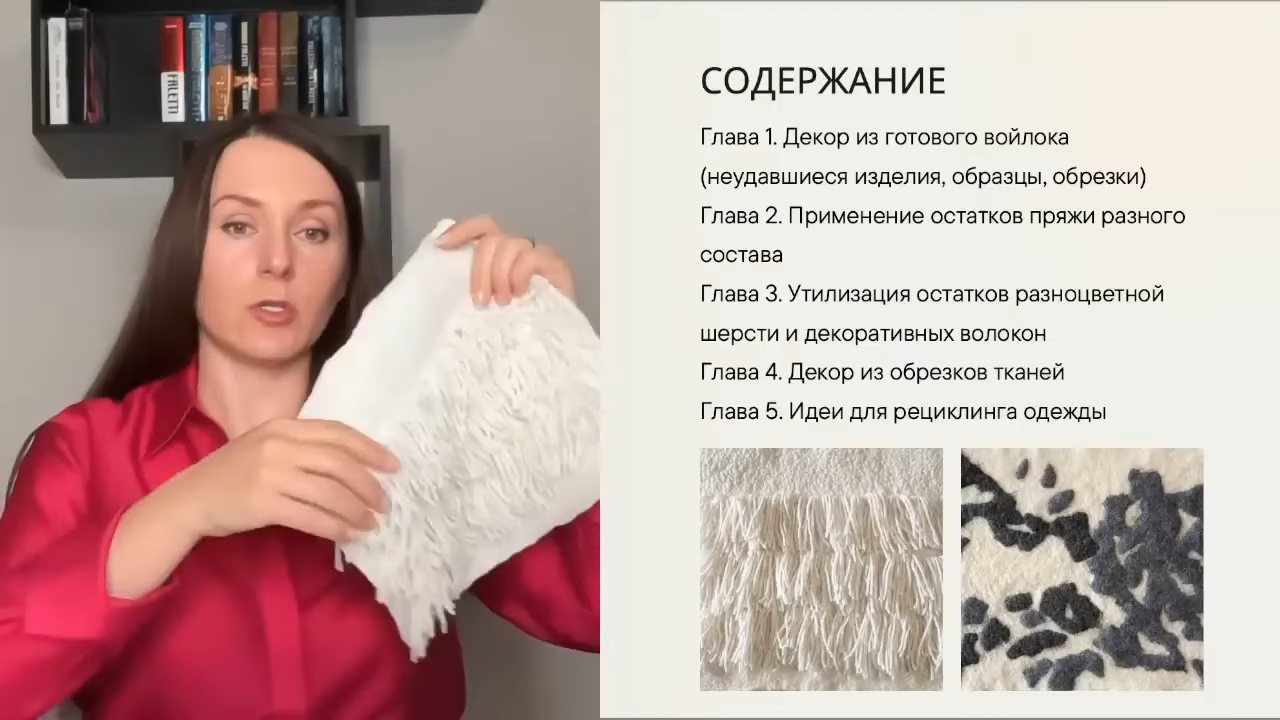 FALETTI
СОДЕРЖАНИЕ
Глава 1. Декор из готового войлока
(неудавшиеся изделия, образцы, обрезки)
Глава 2. Применение остатков пряжи разного
состава
Глава 3. Утилизация остатков разноцветной
шерсти и декоративных волокон
Глава 4. Декор из обрезков тканей
Глава 5. Идеи для рециклинга одежды